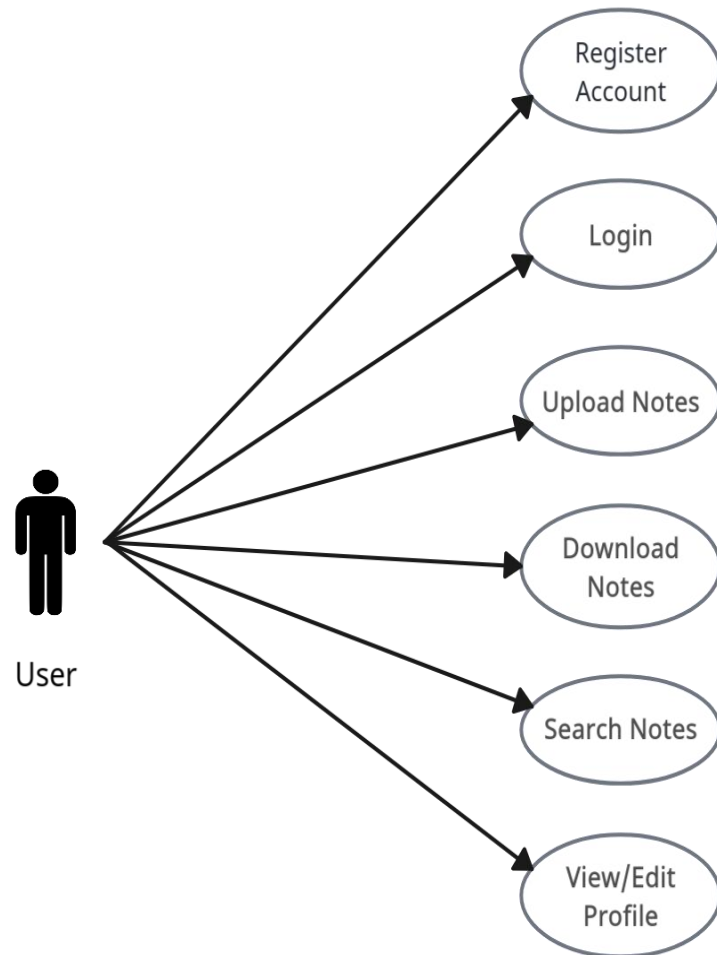 Register
Account
Login
Upload Notes
Download
Notes
User
Search Notes
View/Edit
Profile